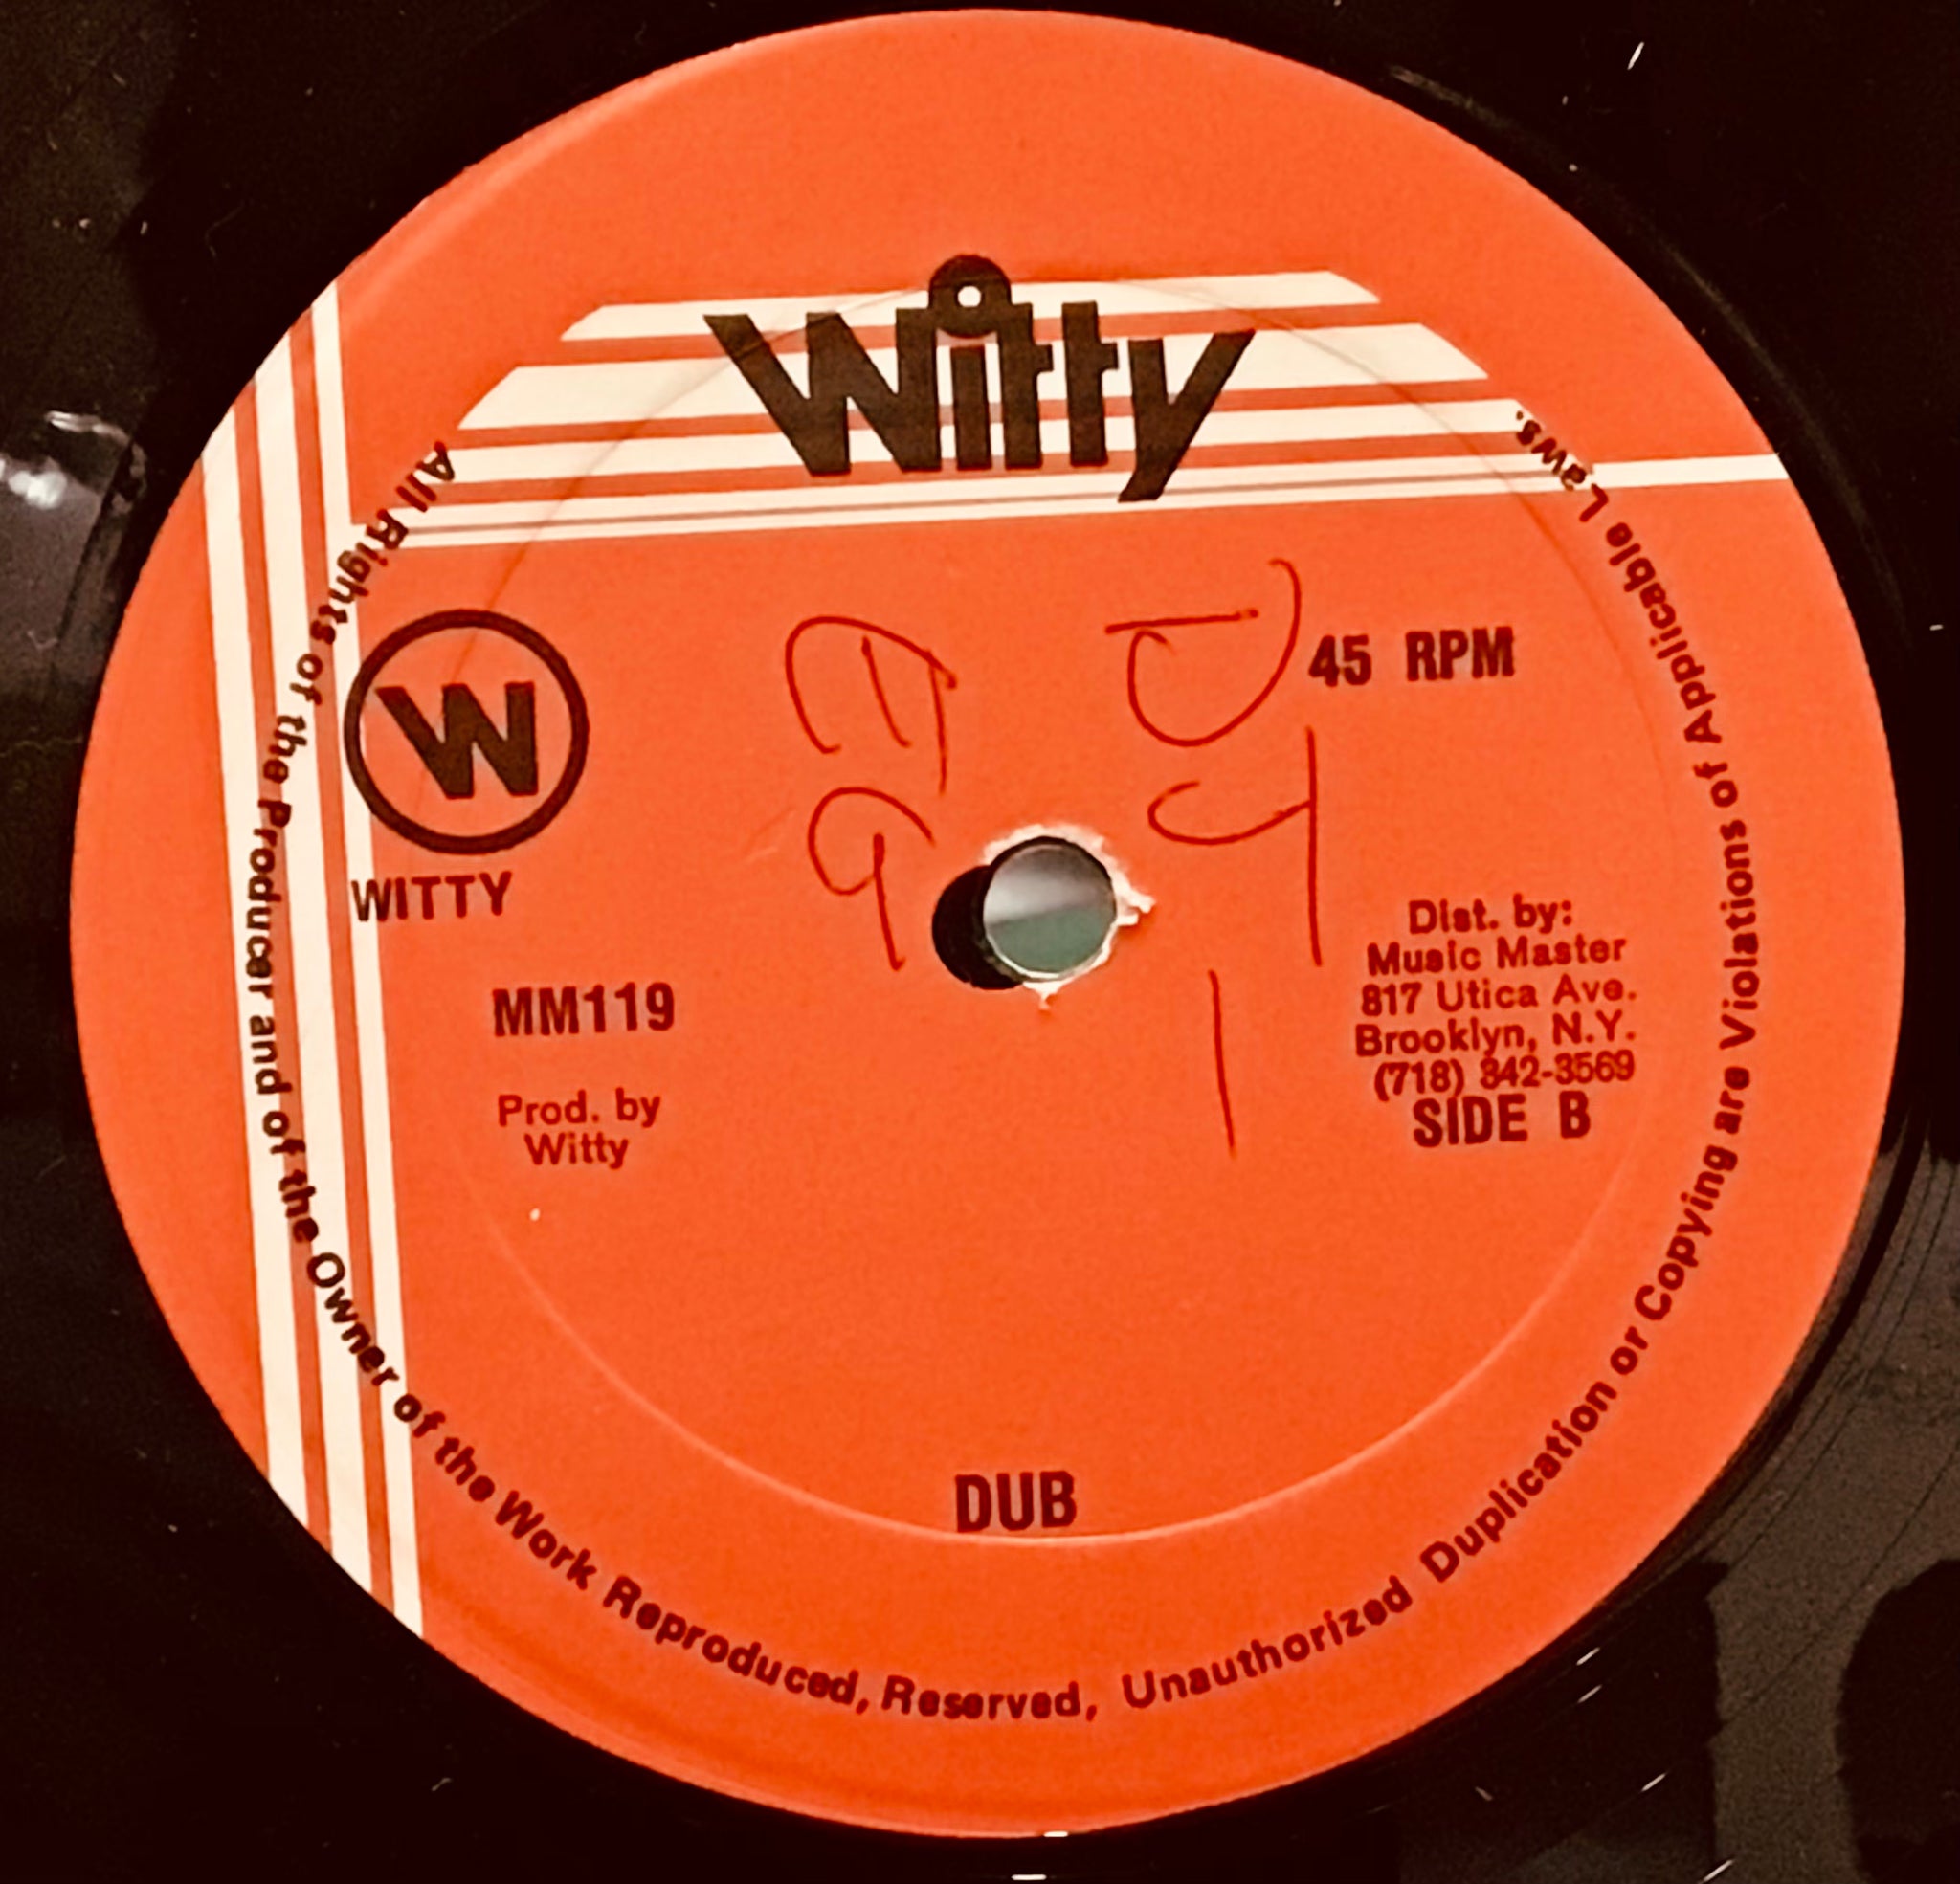 Witty
W
WITTY
45 RPM
MM119
Prod. by
Witty
Dist. by:
Music Master
817 Utica Ave.
Brooklyn, N.Y.
(718) 342-3569
SIDE B
DUB
All Rights of the Producer and of the Owner of the Work Reproduced, Reserved, Unauthorized Duplication or Copying are Violations of Applicable Laws.